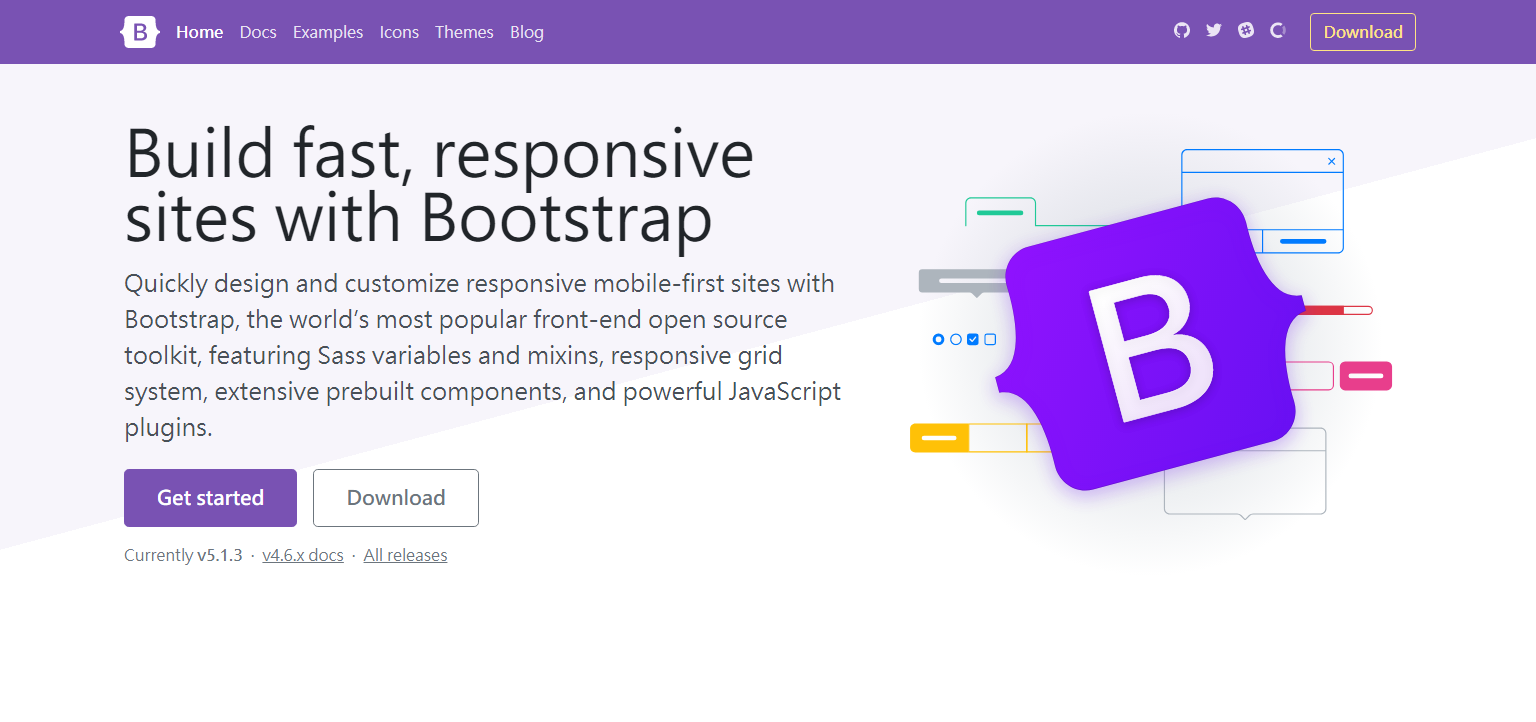 B Home Docs Examples Icons Themes Blog Download
Build fast, responsive
sites with Bootstrap
Quickly design and customize responsive mobile-first sites with
Bootstrap, the world’s most popular front-end open source
toolkit, featuring Sass variables and mixins, responsive grid
system, extensive prebuilt components, and powerful JavaScript
plugins.
Get started Download
Currently v5.1.3 · v4.6.x docs · All releases
B